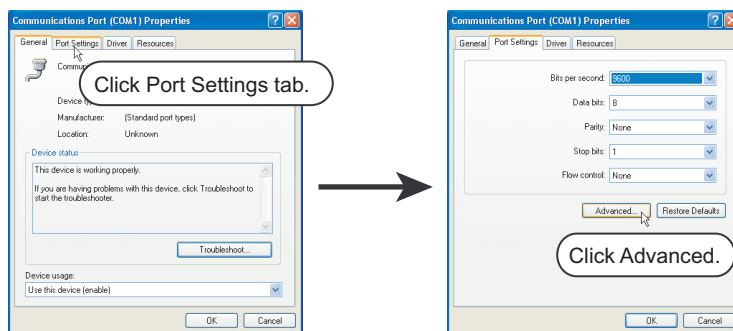 Communications Port (COM1) Properties
General Port Settings Driver Resources
Click Port Settings tab.
Manufacturer: (Standard port types)
Location: Unknown
Device status
This device is working properly.
If you are having problems with this device, click Troubleshoot to
start the troubleshooter.
Troubleshoot...
Device usage:
Use this device (enable)
OK Cancel
Communications Port (COM1) Properties
General Port Settings Driver Resources
Bits per second: 9600
Data bits: 8
Parity: None
Stop bits: 1
Flow control: None
Advanced... Restore Defaults
Click Advanced.
OK Cancel